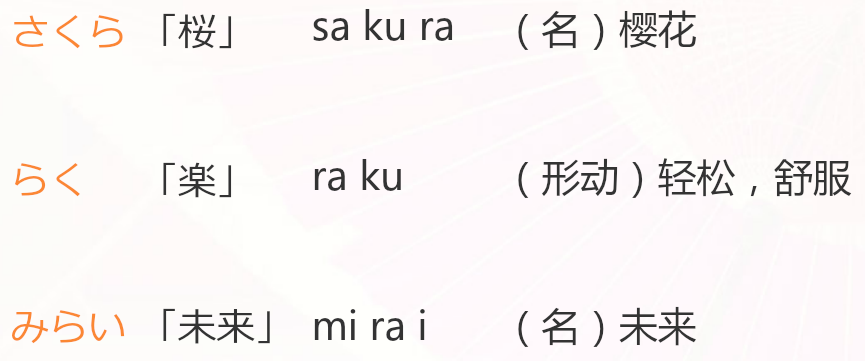 さくら 「桜」 sa ku ra （名）樱花
らく 「楽」 ra ku （形动）轻松，舒服
みらい 「未来」 mi ra i （名）未来